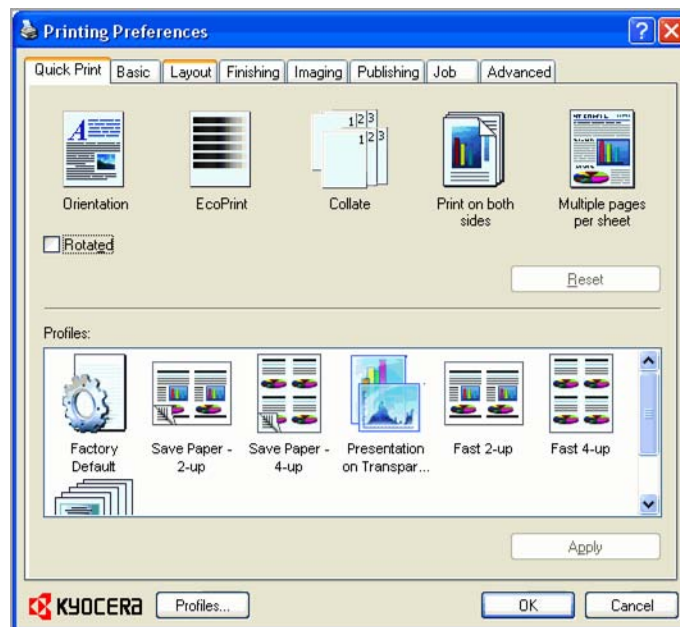 Printing Preferences
Quick Print Basic Layout Finishing Imaging Publishing Job Advanced
Orientation EcoPrint Collate Print on both sides Multiple pages per sheet
Rotated
Reset
Profiles:
Factory Default Save Paper - 2-up Save Paper - 4-up Presentation on Transpar... Fast 2-up Fast 4-up
Apply
KYOCERA Profiles... OK Cancel